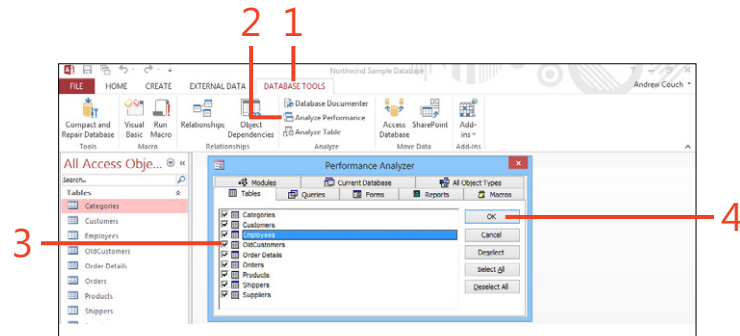 2 1
Northwind Sample Database
FILE HOME CREATE EXTERNAL DATA DATABASE TOOLS Andrew Couch
Compact and Repair Database
Visual Basic
Run Macro
Relationships
Object Dependencies
Database Documenter
Analyze Performance
Analyze Table
Access Database
SharePoint
Add-ins
Tools Macro Relationships Analyze Move Data Add-Ins
All Access Obje...
Search...
Tables
Categories
Customers
Employees
OldCustomers
Order Details
Orders
Products
Shippers
Performance Analyzer
Modules Current Database All Object Types
Tables Queries Forms Reports Macros
Categories
Customers
Employees
OldCustomers
Order Details
Orders
Products
Shippers
Suppliers
OK
Cancel
Deselect
Select All
Deselect All
3
4